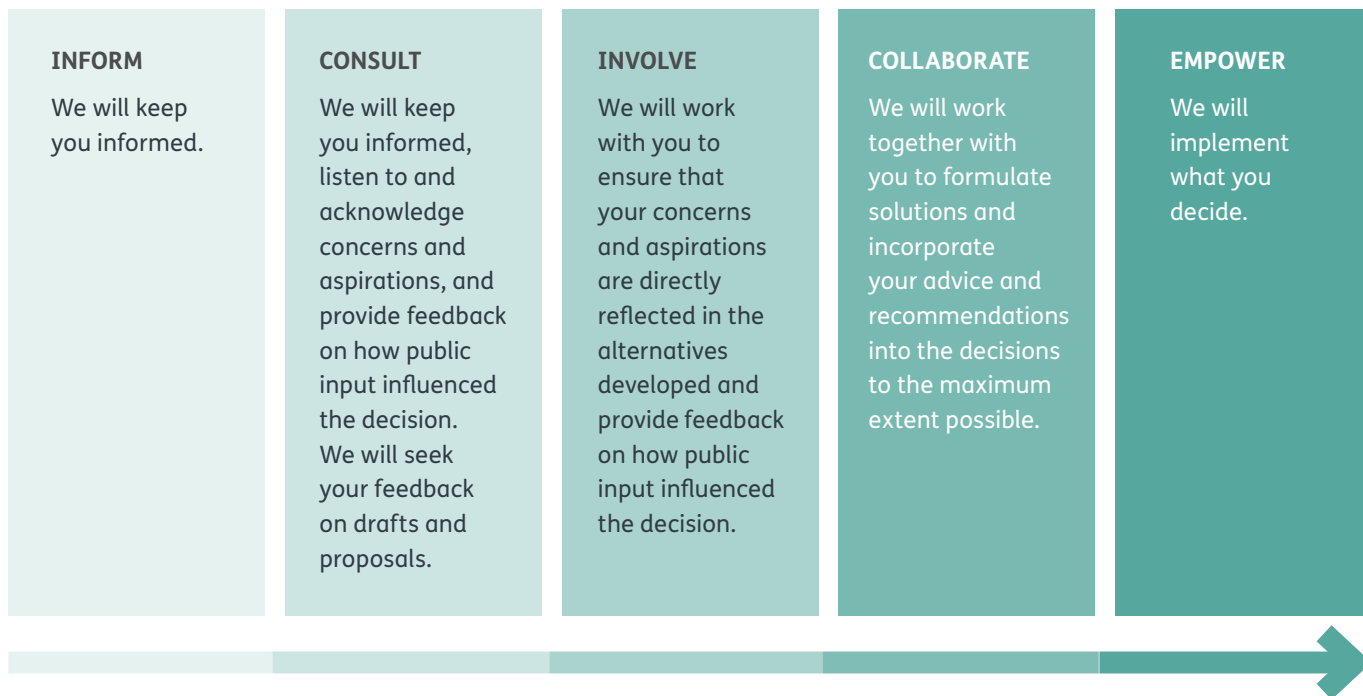 INFORM
We will keep
you informed.
CONSULT
We will keep
you informed,
listen to and
acknowledge
concerns and
aspirations, and
provide feedback
on how public
input influenced
the decision.
We will seek
your feedback
on drafts and
proposals.
INVOLVE
We will work
with you to
ensure that
your concerns
and aspirations
are directly
reflected in the
alternatives
developed and
provide feedback
on how public
input influenced
the decision.
COLLABORATE
We will work
together with
you to formulate
solutions and
incorporate
your advice and
recommendations
into the decisions
to the maximum
extent possible.
EMPOWER
We will
implement
what you
decide.